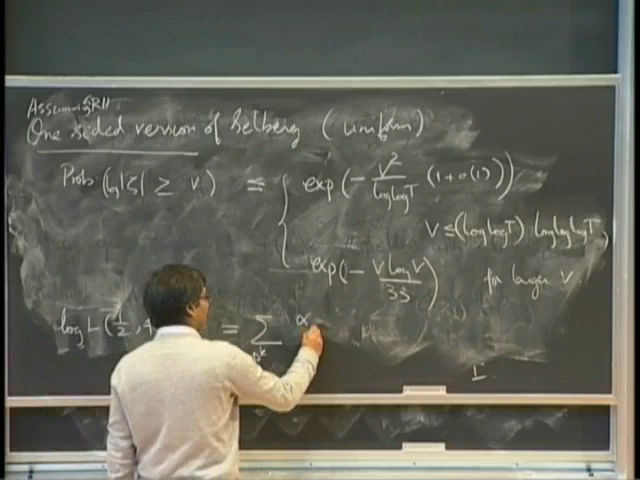 Assuming RH.
One sided version of Selberg (uniform)
Prob(log|ζ| ≥ V) ≤ { exp(- V²/loglogT (1+o(1)))
V ≤ (loglogT) logloglogT,
exp(- V log V/33) for larger V.
log L(1/2, = ∑ p^k α